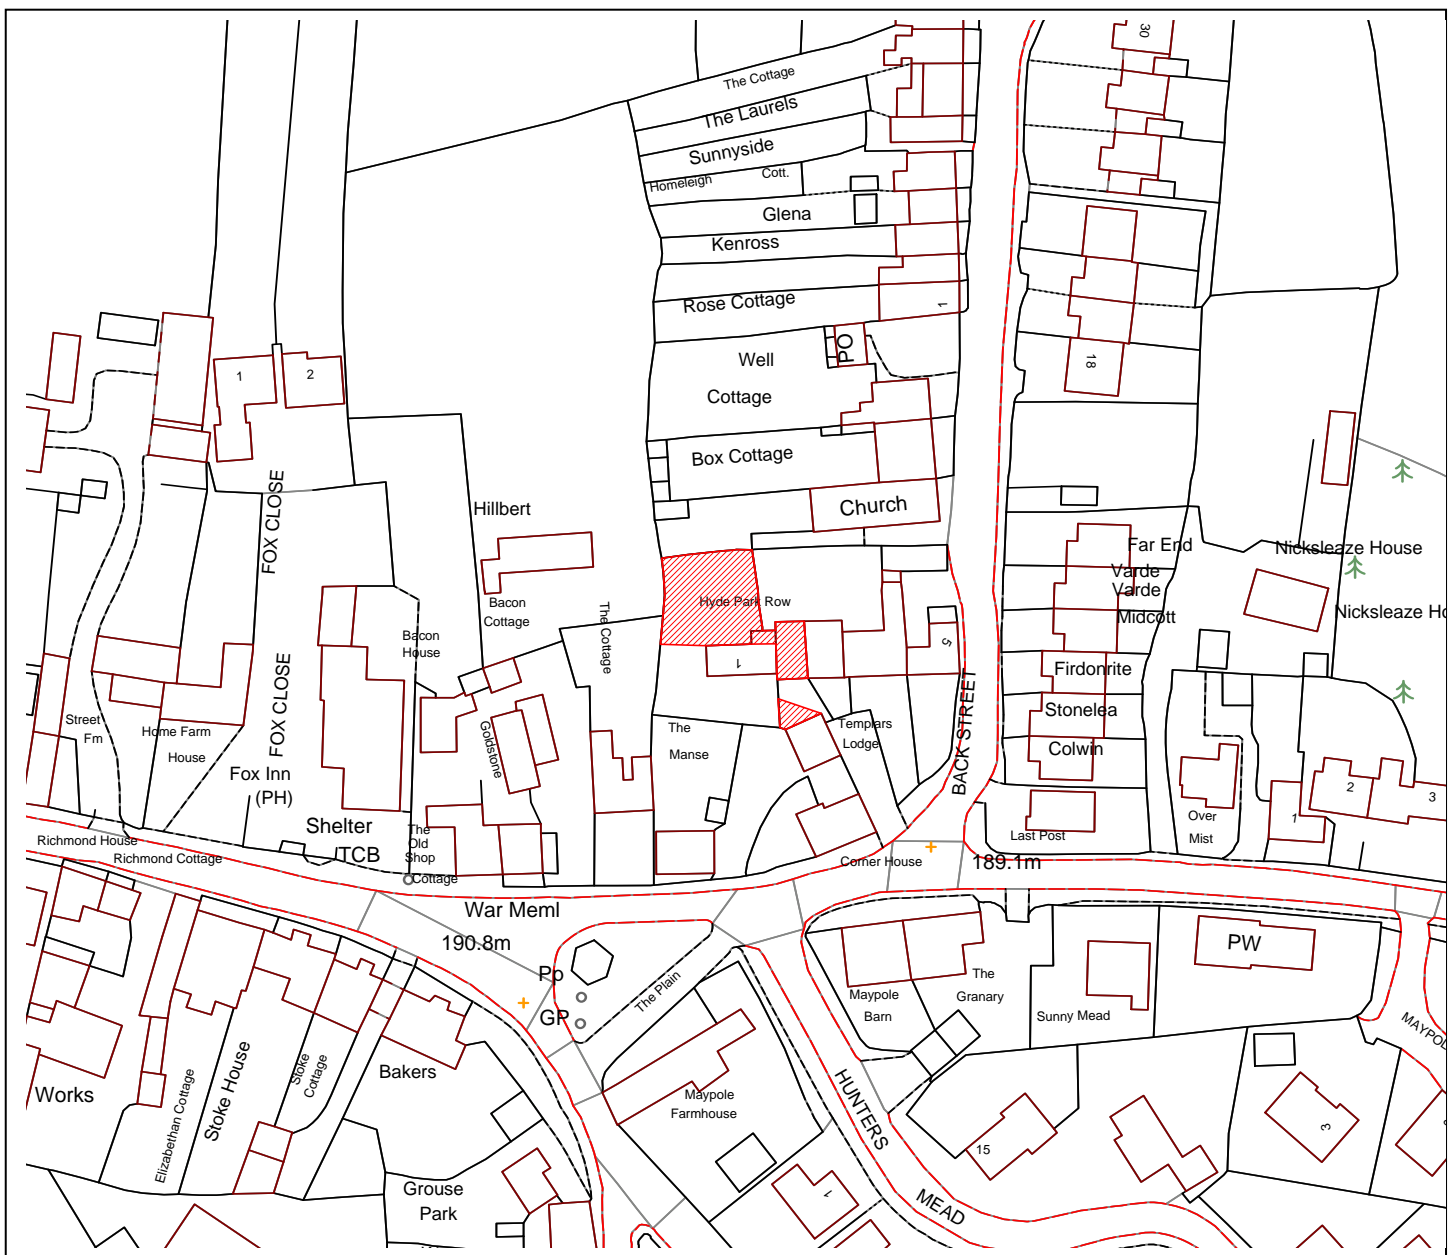 30
The Cottage
The Laurels
Sunnyside
Homeleigh Cott.
Glena
Kenross
Rose Cottage
1
PO
Well
Cottage
18
1
2
Box Cottage
Church
FOX CLOSE
Hillbert
Far End
Varde
Varde
Midcott
Nicksleaze House
Nicksleaze Ho
Hyde Park Row
Bacon
Cottage
The Cottage
Bacon
House
1
5
Firdonrite
Stonelea
Colwin
FOX CLOSE
Street
Fm
Home Farm
House
Goldstone
The
Manse
Templars
Lodge
BACK STREET
Fox Inn
(PH)
2
3
1
Over
Mist
Last Post
Shelter
TCB
The
Old
Shop
Cottage
Richmond House
Richmond Cottage
Corner House
189.1m
War Meml
190.8m
Pp
GP
The Plain
PW
Maypole
Barn
The
Granary
Sunny Mead
MAYPOL
Works
Elizabethan Cottage
Stoke House
Stoke
Cottage
Bakers
Maypole
Farmhouse
HUNTERS
MEAD
15
3
1
Grouse
Park